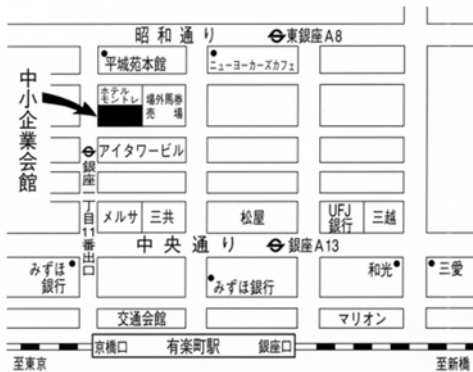 昭和通り
東銀座A8
平城苑本館
ニューヨーカーズカフェ
中小企業会館
ホテル
モントレ
場外馬券
売場
アイタワービル
銀座一丁目11番出口
メルサ
三共
松屋
UFJ
銀行
三越
中央通り
銀座A13
みずほ
銀行
みずほ銀行
和光
三愛
交通会館
マリオン
京橋口
有楽町駅
銀座口
至東京
至新橋